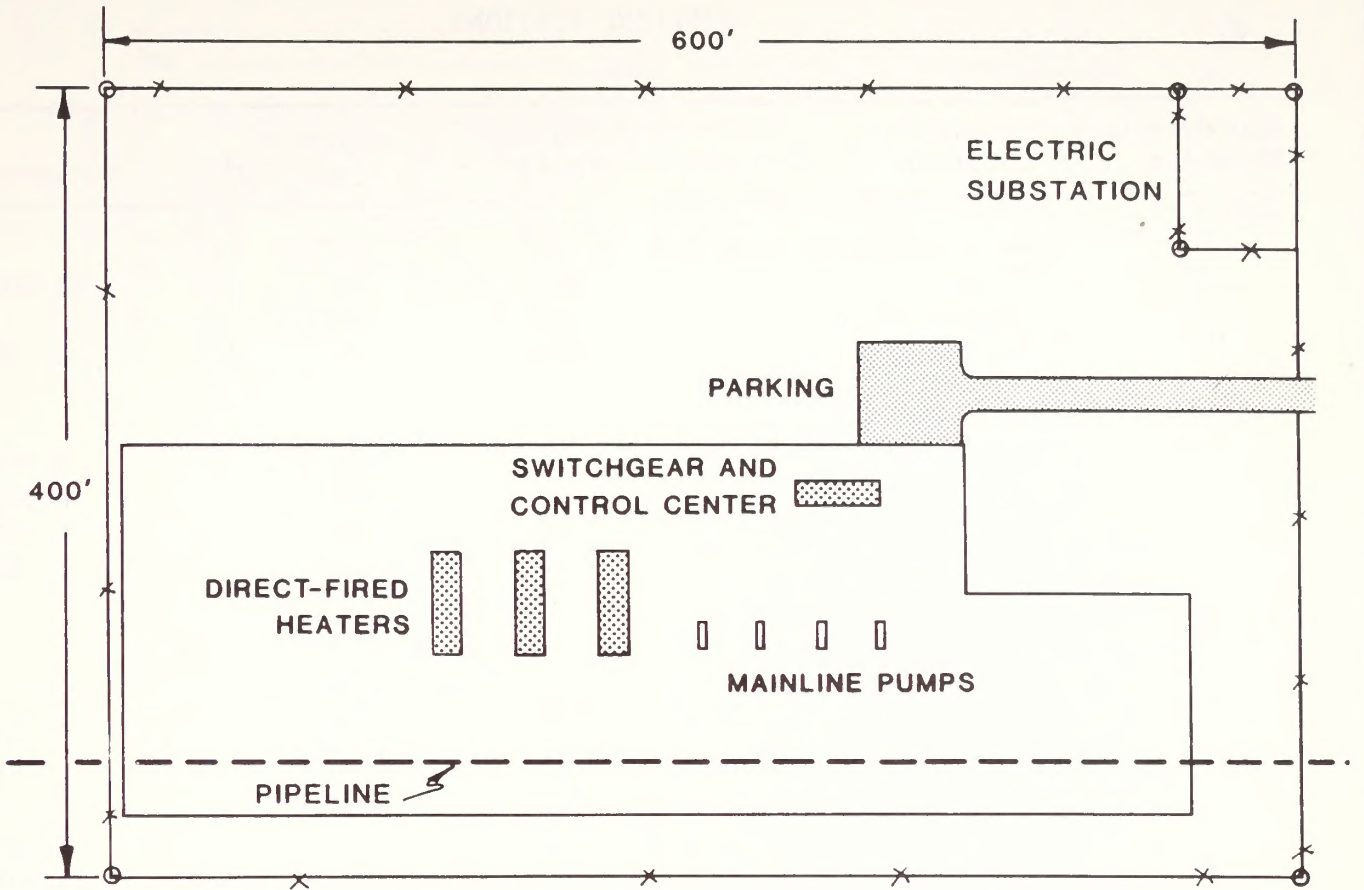 600'
ELECTRIC
SUBSTATION
PARKING
400'
SWITCHGEAR AND
CONTROL CENTER
DIRECT-FIRED
HEATERS
MAINLINE PUMPS
PIPELINE